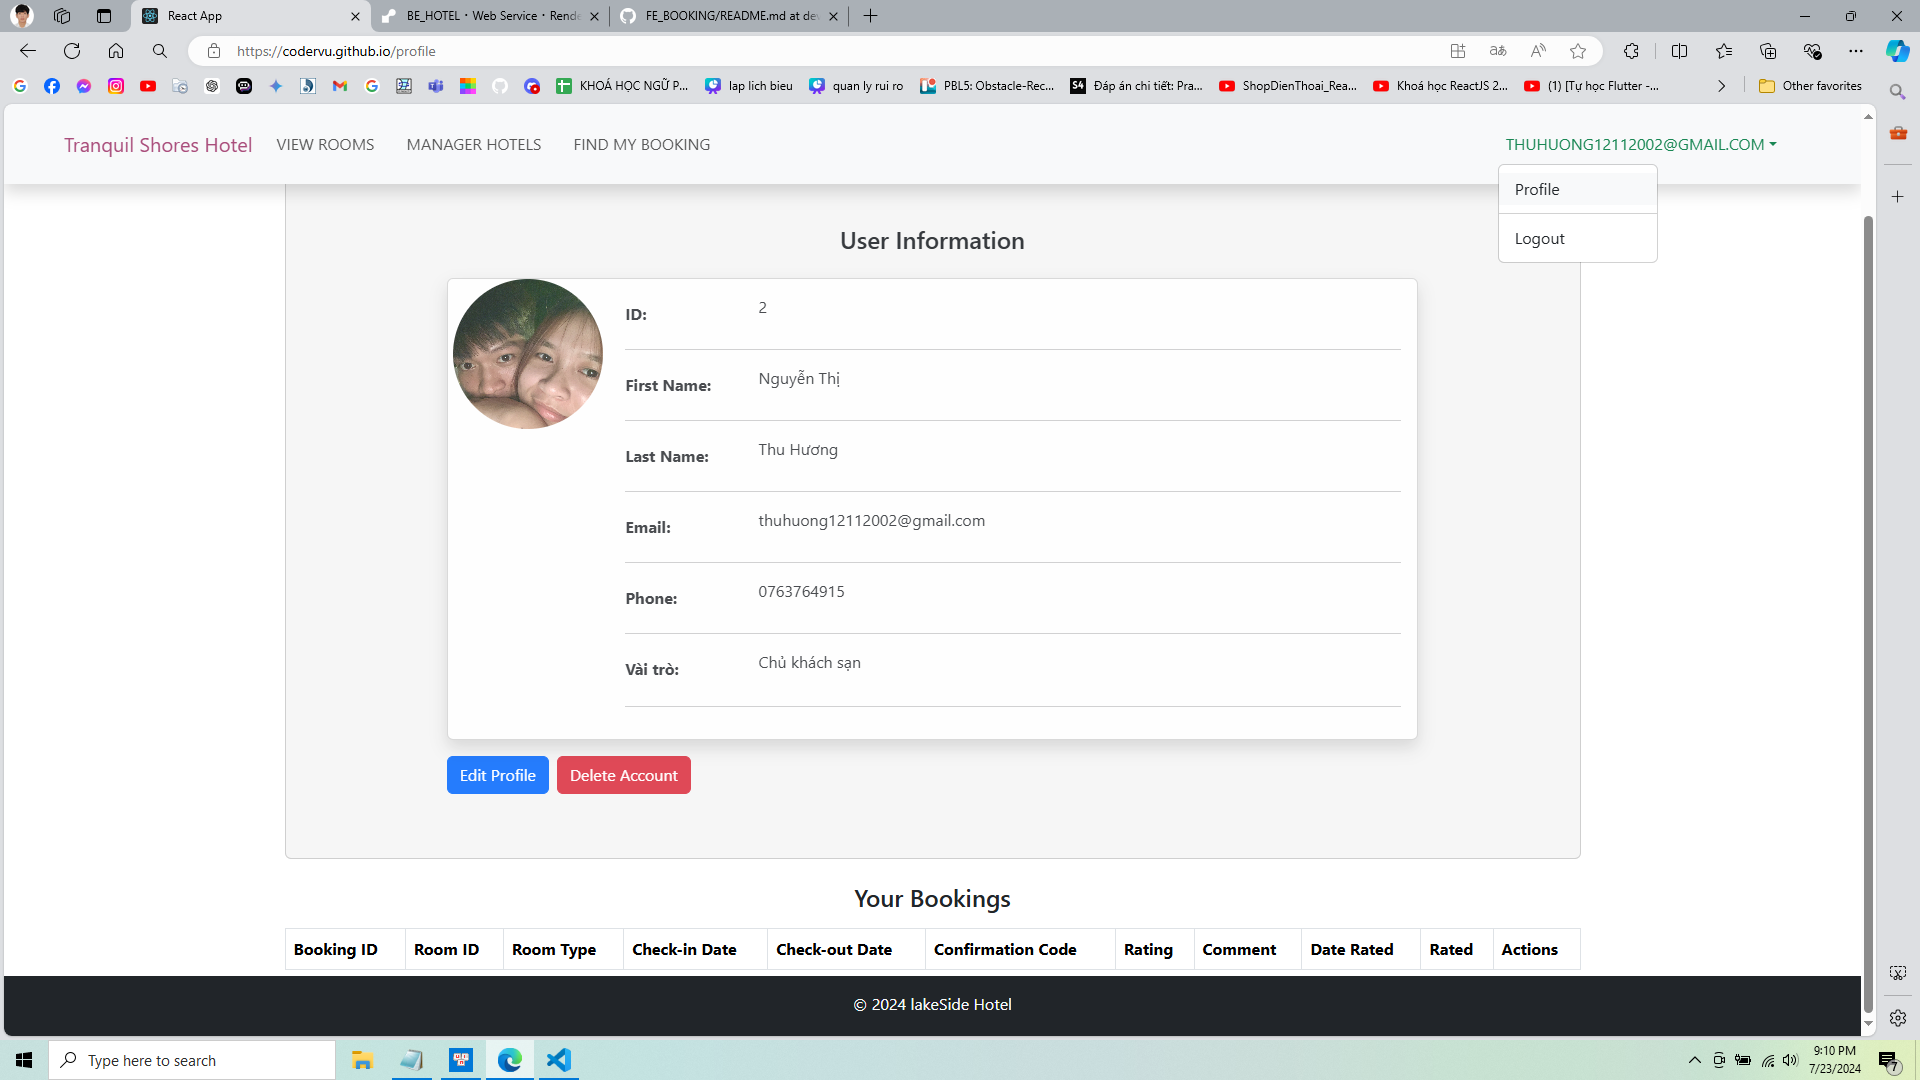 React App
BE_HOTEL · Web Service · Rende
FE_BOOKING/README.md at dev
https://codervu.github.io/profile
KHOÁ HỌC NGỮ P...
lap lich bieu
quan ly rui ro
PBL5: Obstacle-Rec...
Đáp án chi tiết: Pra...
ShopDienThoai_Rea...
Khoá học ReactJS 2...
(1) [Tự học Flutter -...
Other favorites
Tranquil Shores Hotel
VIEW ROOMS
MANAGER HOTELS
FIND MY BOOKING
THUHUONG12112002@GMAIL.COM
Profile
Logout
User Information
ID: 2
First Name: Nguyễn Thị
Last Name: Thu Hương
Email: thuhuong12112002@gmail.com
Phone: 0763764915
Vài trò: Chủ khách sạn
Edit Profile
Delete Account
Your Bookings
Booking ID Room ID Room Type Check-in Date Check-out Date Confirmation Code Rating Comment Date Rated Rated Actions
© 2024 lakeSide Hotel
Type here to search
9:10 PM
7/23/2024
7